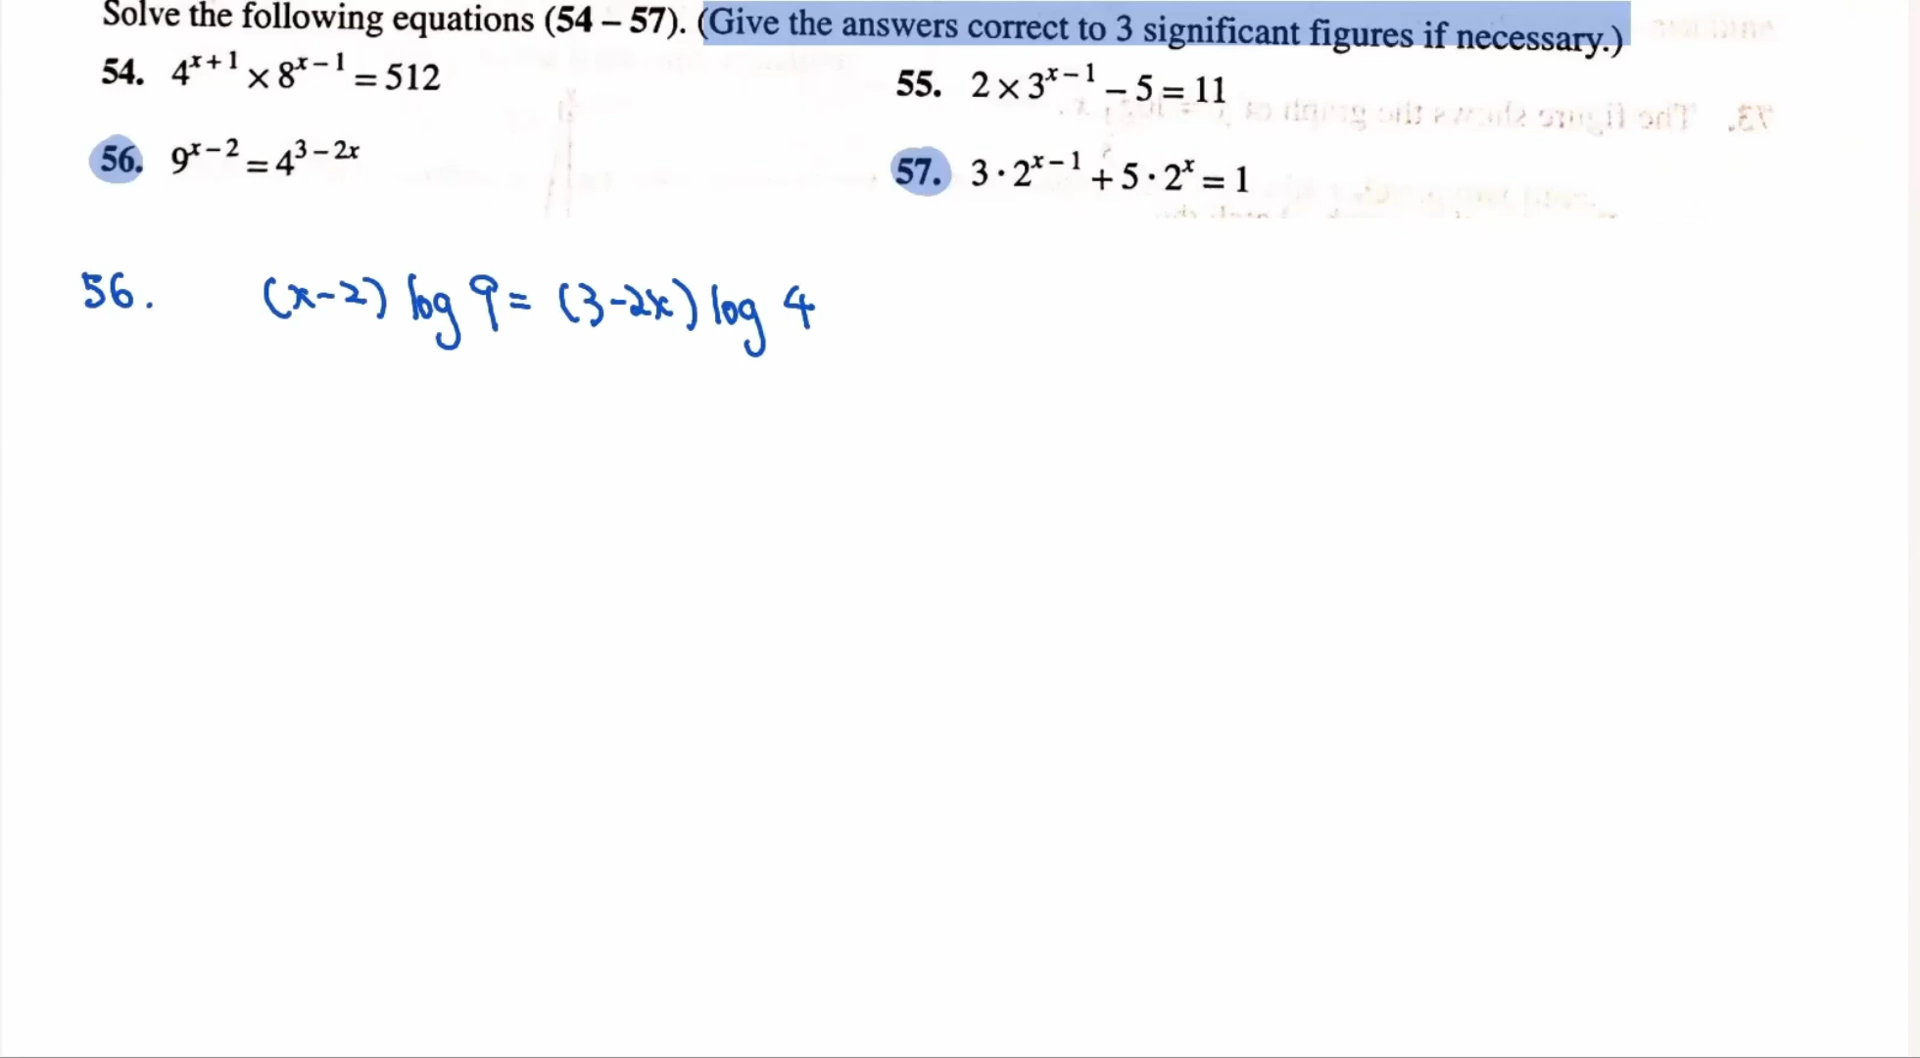 Solve the following equations (54 – 57). (Give the answers correct to 3 significant figures if necessary.)
54. 4^{x+1} × 8^{x−1} = 512
55. 2 × 3^{x−1} − 5 = 11
56. 9^{x−2} = 4^{3−2x}
57. 3 · 2^{x−1} + 5 · 2^x = 1
56. (x-2) log 9 = (3-2x) log 4